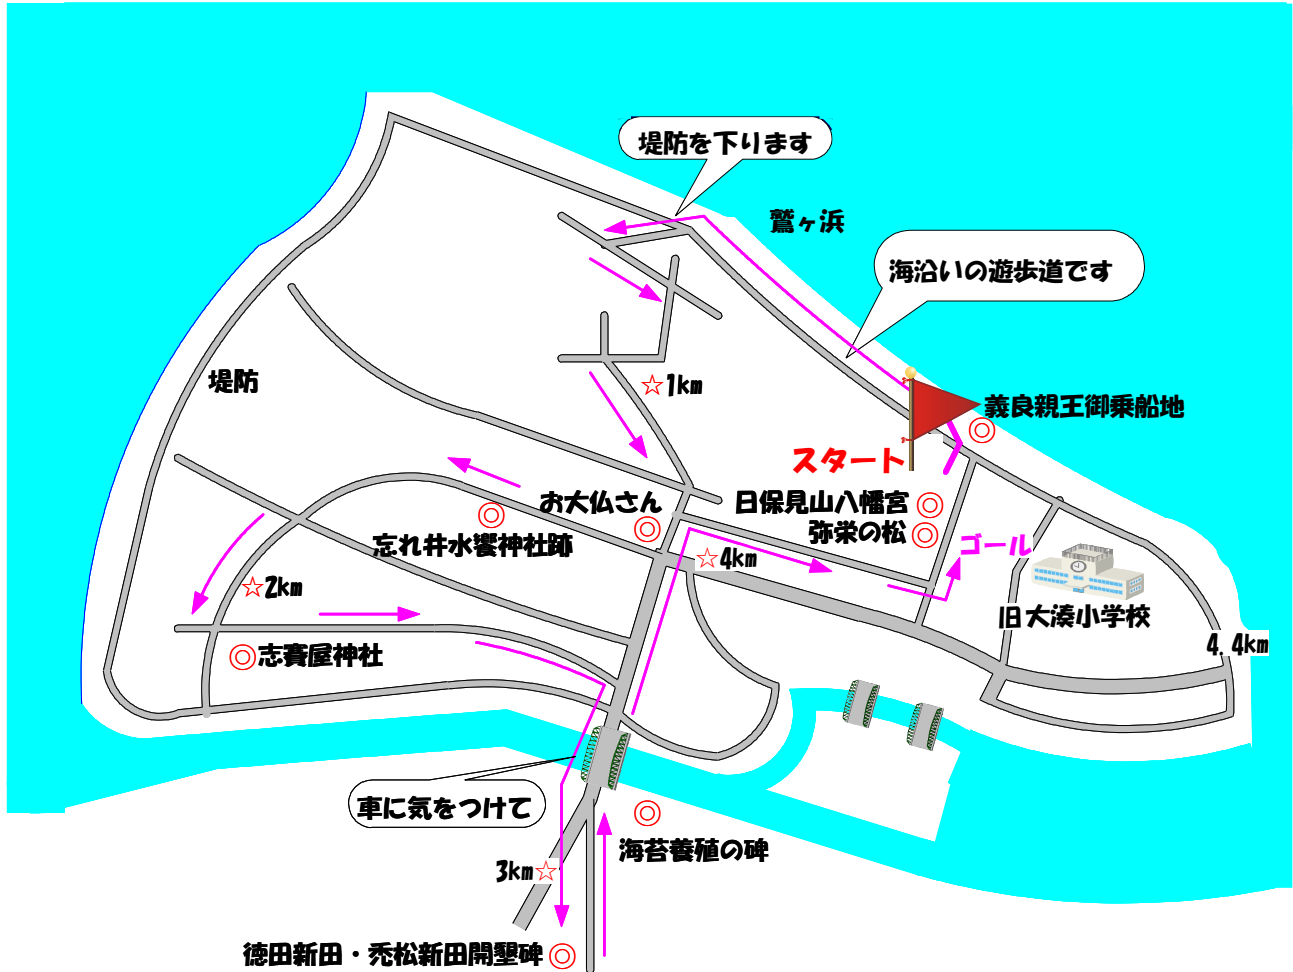 堤防を下ります
鷲ヶ浜
海沿いの遊歩道です
堤防
☆1km
義良親王御乗船地
スタート
お大仏さん
日保見山八幡宮
弥栄の松
忘れ井水饗神社跡
☆4km
ゴール
☆2km
旧大湊小学校
志賽屋神社
4.4km
車に気をつけて
海苔養殖の碑
3km☆
徳田新田・禿松新田開墾碑